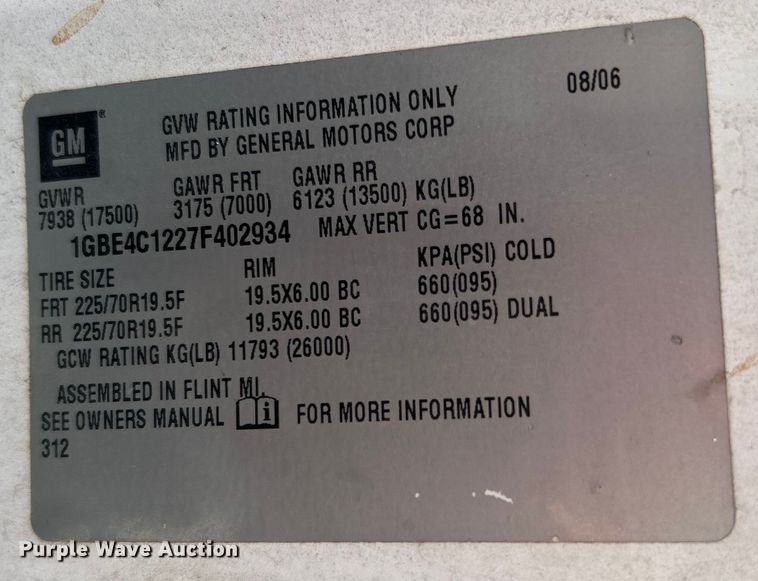 08/06
GM ®
GVW RATING INFORMATION ONLY
MFD BY GENERAL MOTORS CORP
GVWR GAWR FRT GAWR RR
7938 (17500) 3175 (7000) 6123 (13500) KG(LB)
1GBE4C1227F402934 MAX VERT CG=68 IN.
TIRE SIZE RIM KPA(PSI) COLD
FRT 225/70R19.5F 19.5X6.00 BC 660(095)
RR 225/70R19.5F 19.5X6.00 BC 660(095) DUAL
GCW RATING KG(LB) 11793 (26000)
ASSEMBLED IN FLINT MI.
SEE OWNERS MANUAL i FOR MORE INFORMATION
312
Purple Wave Auction